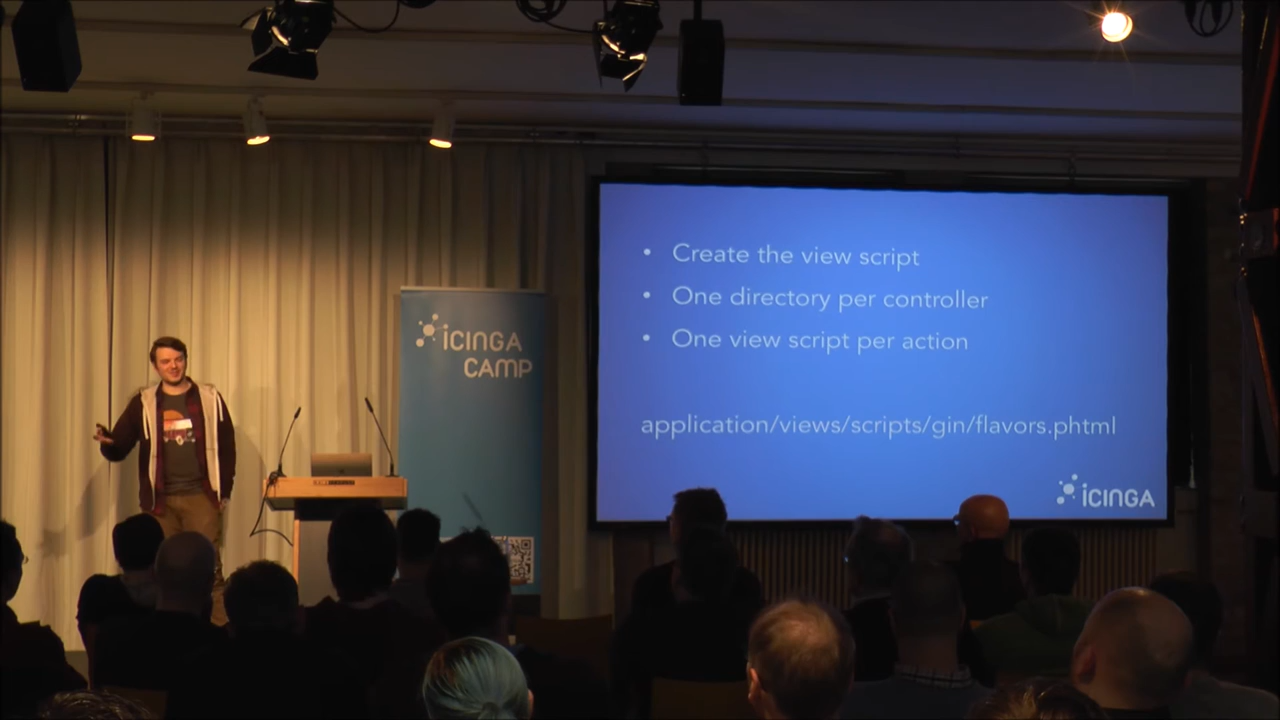 ICINGA
CAMP
• Create the view script
• One directory per controller
• One view script per action
application/views/scripts/gin/flavors.phtml
ICINGA